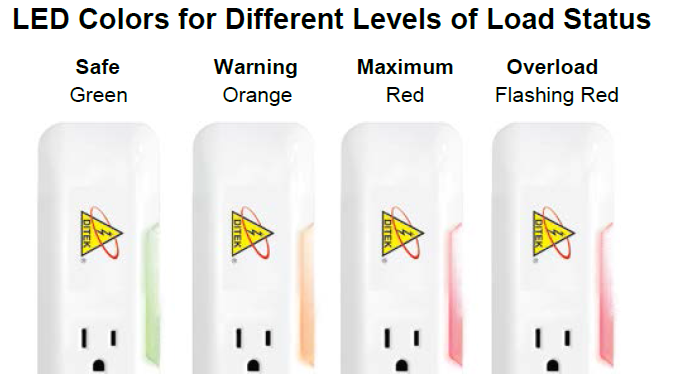 LED Colors for Different Levels of Load Status
Safe Warning Maximum Overload
Green Orange Red Flashing Red
DITEK DITEK DITEK DITEK
® ® ® ®